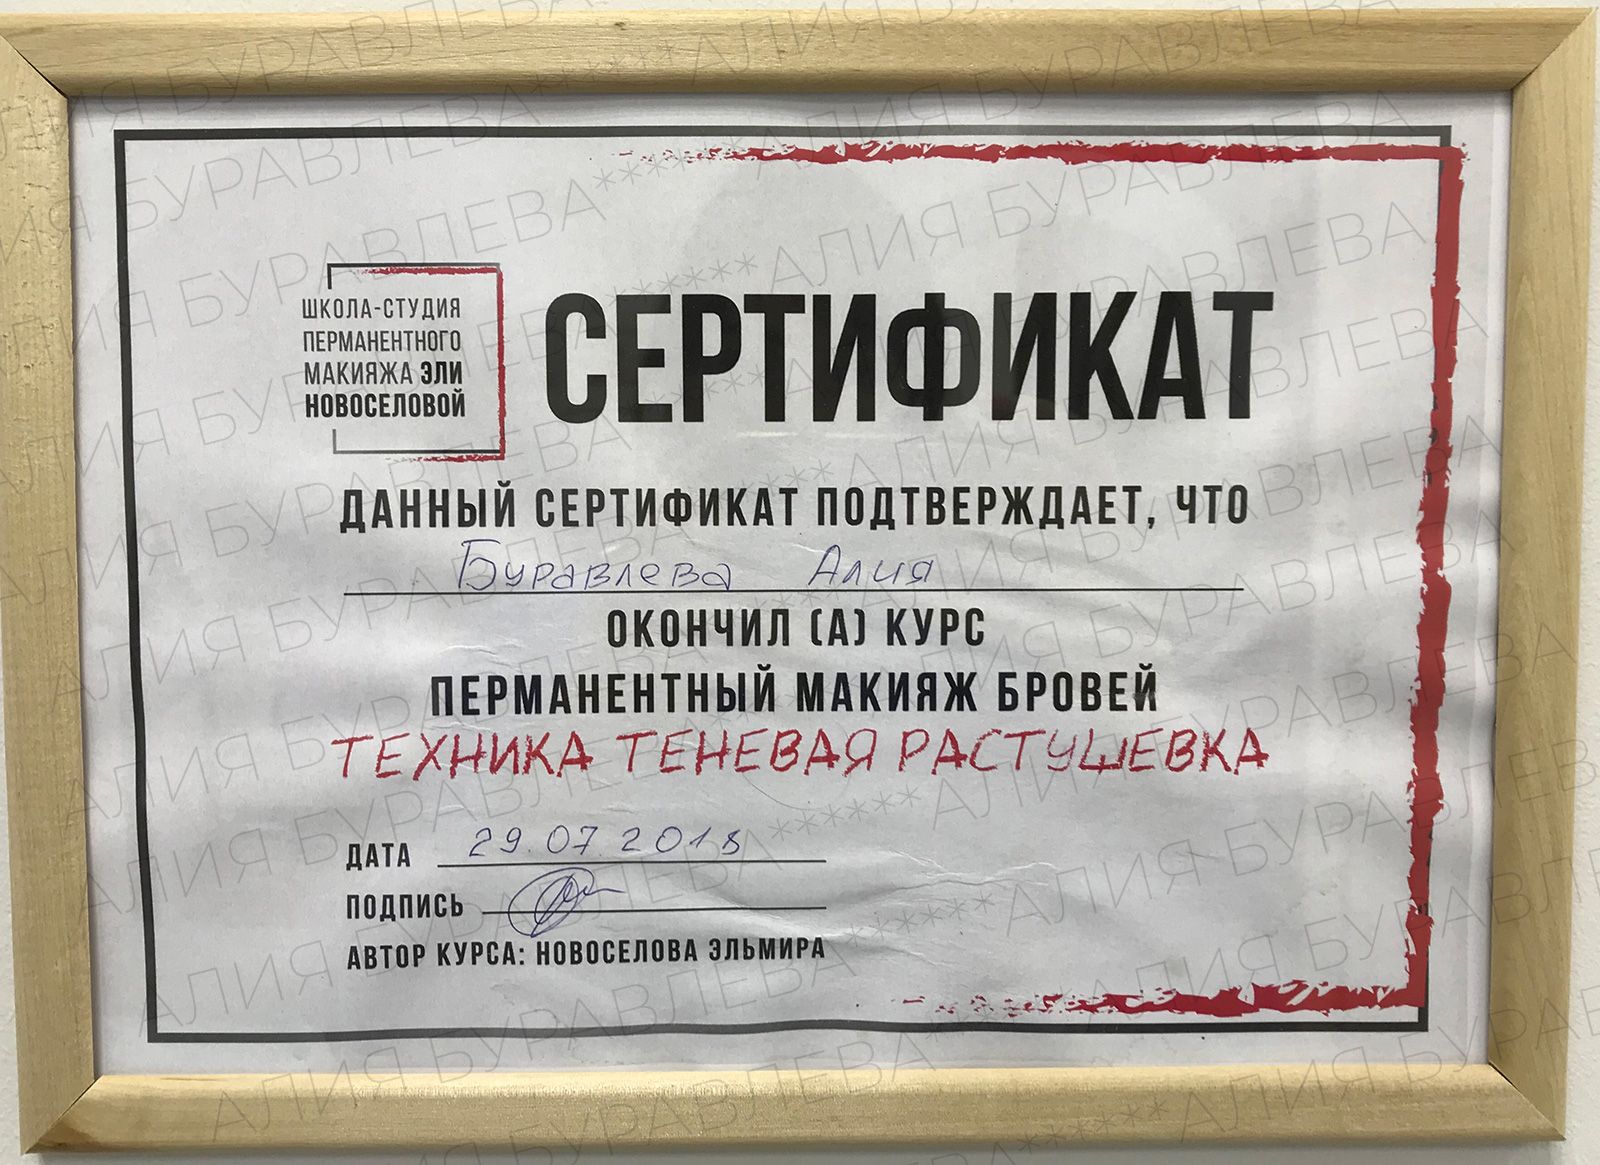 ШКОЛА-СТУДИЯ
ПЕРМАНЕНТНОГО
МАКИЯЖА ЭЛИ
НОВОСЕЛОВОЙ
СЕРТИФИКАТ
ДАННЫЙ СЕРТИФИКАТ ПОДТВЕРЖДАЕТ, ЧТО
Буравлева Алия
ОКОНЧИЛ (А) КУРС
ПЕРМАНЕНТНЫЙ МАКИЯЖ БРОВЕЙ
ТЕХНИКА ТЕНЕВАЯ РАСТУШЕВКА
ДАТА 29.07.2018
ПОДПИСЬ
АВТОР КУРСА: НОВОСЕЛОВА ЭЛЬМИРА
АЛИЯ БУРАВЛЕВА*****АЛИЯ БУРАВЛЕВА